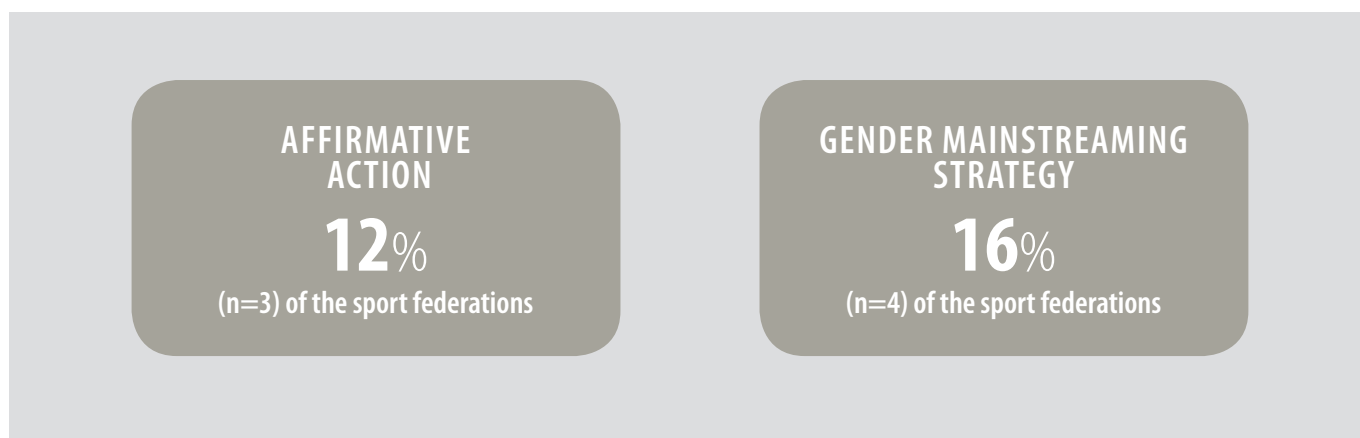 AFFIRMATIVE
ACTION
12%
(n=3) of the sport federations
GENDER MAINSTREAMING
STRATEGY
16%
(n=4) of the sport federations